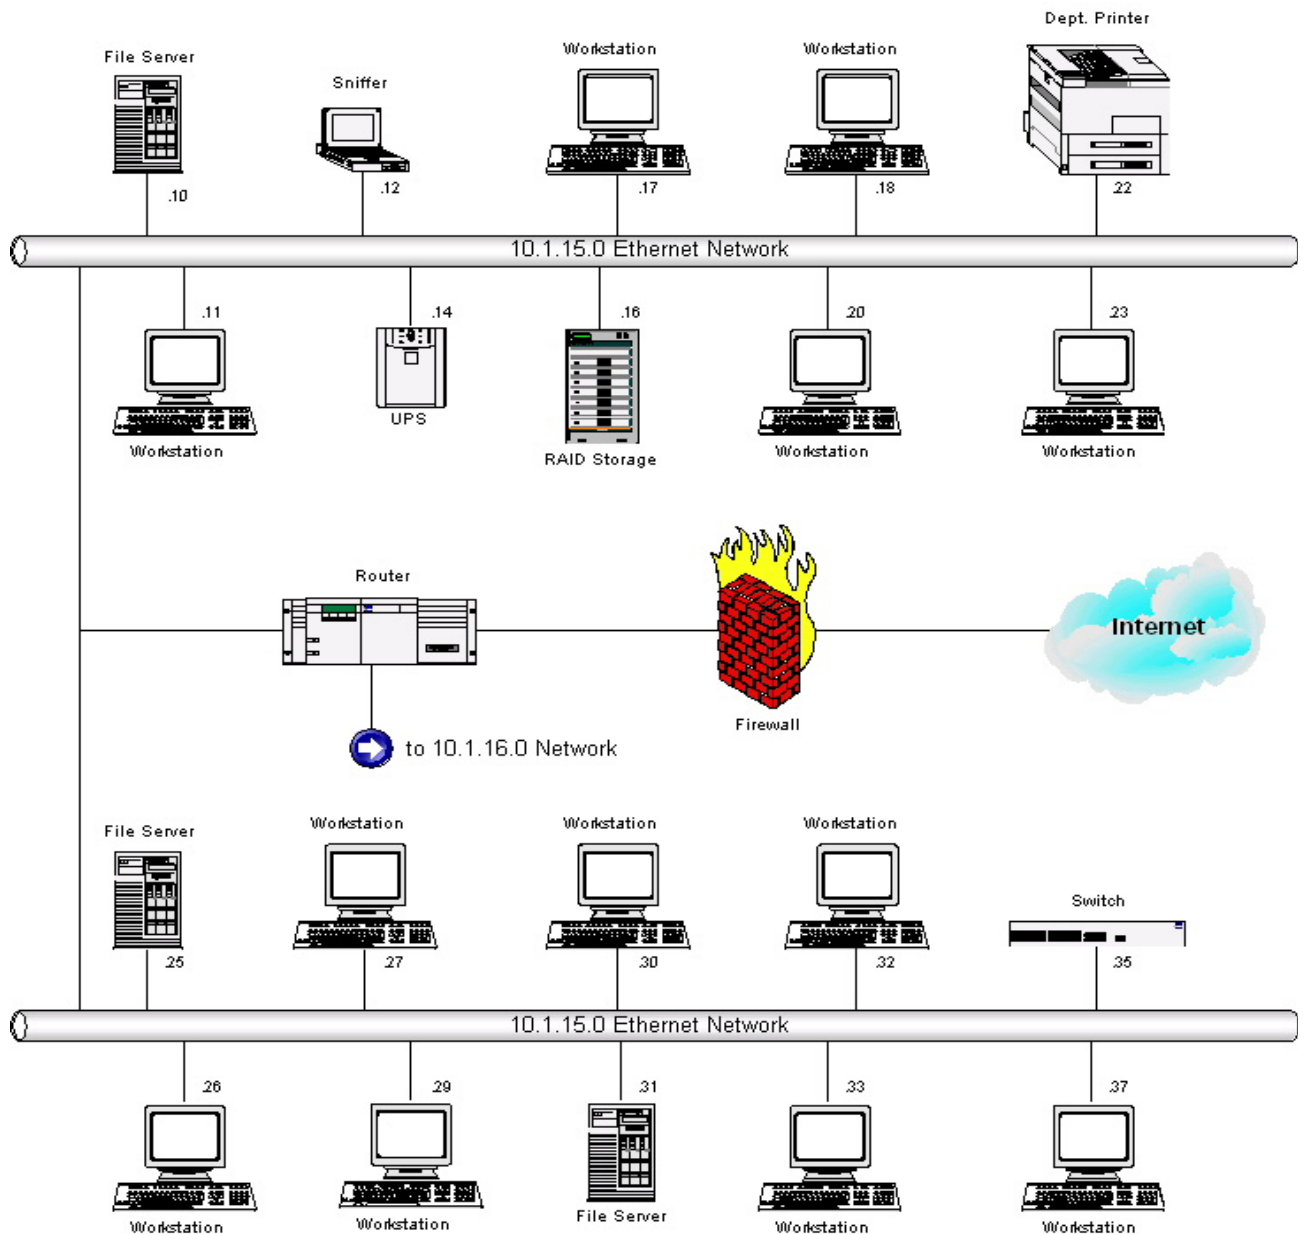 Dept. Printer
File Server
Sniffer
Workstation
Workstation
.10
.12
.17
.18
.22
10.1.15.0 Ethernet Network
.11
.14
.16
.20
.23
Workstation
UPS
RAID Storage
Workstation
Workstation
Router
Firewall
Internet
to 10.1.16.0 Network
File Server
Workstation
Workstation
Workstation
Switch
.25
.27
.30
.32
.35
10.1.15.0 Ethernet Network
.26
.29
.31
.33
.37
Workstation
Workstation
File Server
Workstation
Workstation